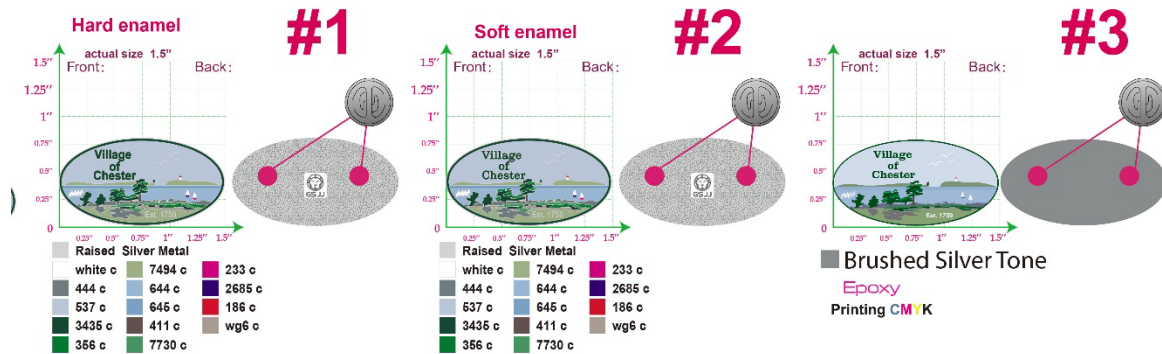 Hard enamel
#1
actual size 1.5"
Front:
Back:
1.5"
1.25"
1"
0.75"
0.5"
0.25"
0
0.25"
0.5"
0.75"
1"
1.25"
1.5"
Village
of
Chester
Est. 1759
GSJJ
Raised Silver Metal
white c
7494 c
233 c
444 c
644 c
2685 c
537 c
645 c
186 c
3435 c
411 c
wg6 c
356 c
7730 c
Soft enamel
#2
actual size 1.5"
Front:
Back:
1.5"
1.25"
1"
0.75"
0.5"
0.25"
0
0.25"
0.5"
0.75"
1"
1.25"
1.5"
Village
of
Chester
Est. 1759
GSJJ
Raised Silver Metal
white c
7494 c
233 c
444 c
644 c
2685 c
537 c
645 c
186 c
3435 c
411 c
wg6 c
356 c
7730 c
#3
actual size 1.5"
Front:
Back:
1.5"
1.25"
1"
0.75"
0.5"
0.25"
0
0.25"
0.5"
0.75"
1"
1.25"
1.5"
Village
of
Chester
Est. 1759
Brushed Silver Tone
Epoxy
Printing CMYK